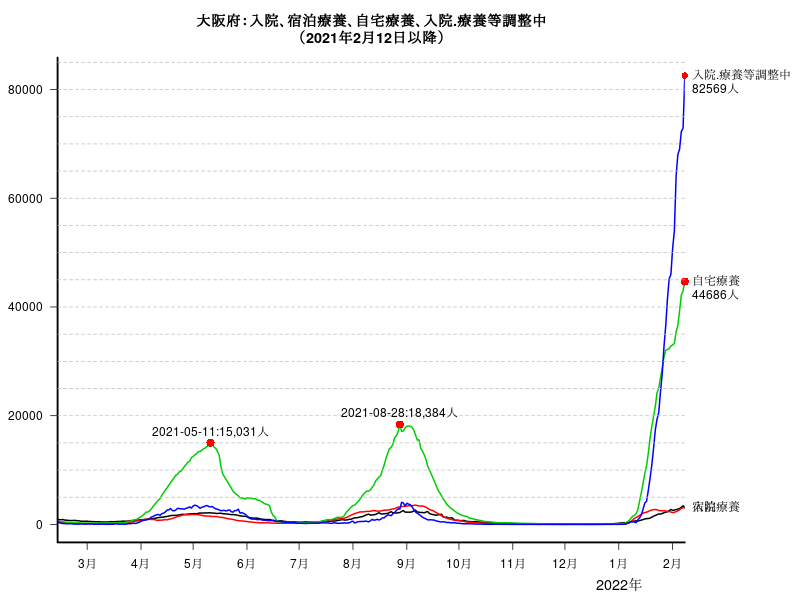 大阪府：入院、宿泊療養、自宅療養、入院.療養等調整中
（2021年2月12日以降）
入院.療養等調整中
82569人
80000
60000
自宅療養
44686人
40000
2021-08-28:18,384人
20000
2021-05-11:15,031人
療養
0
3月 4月 5月 6月 7月 8月 9月 10月 11月 12月 1月 2月
2022年